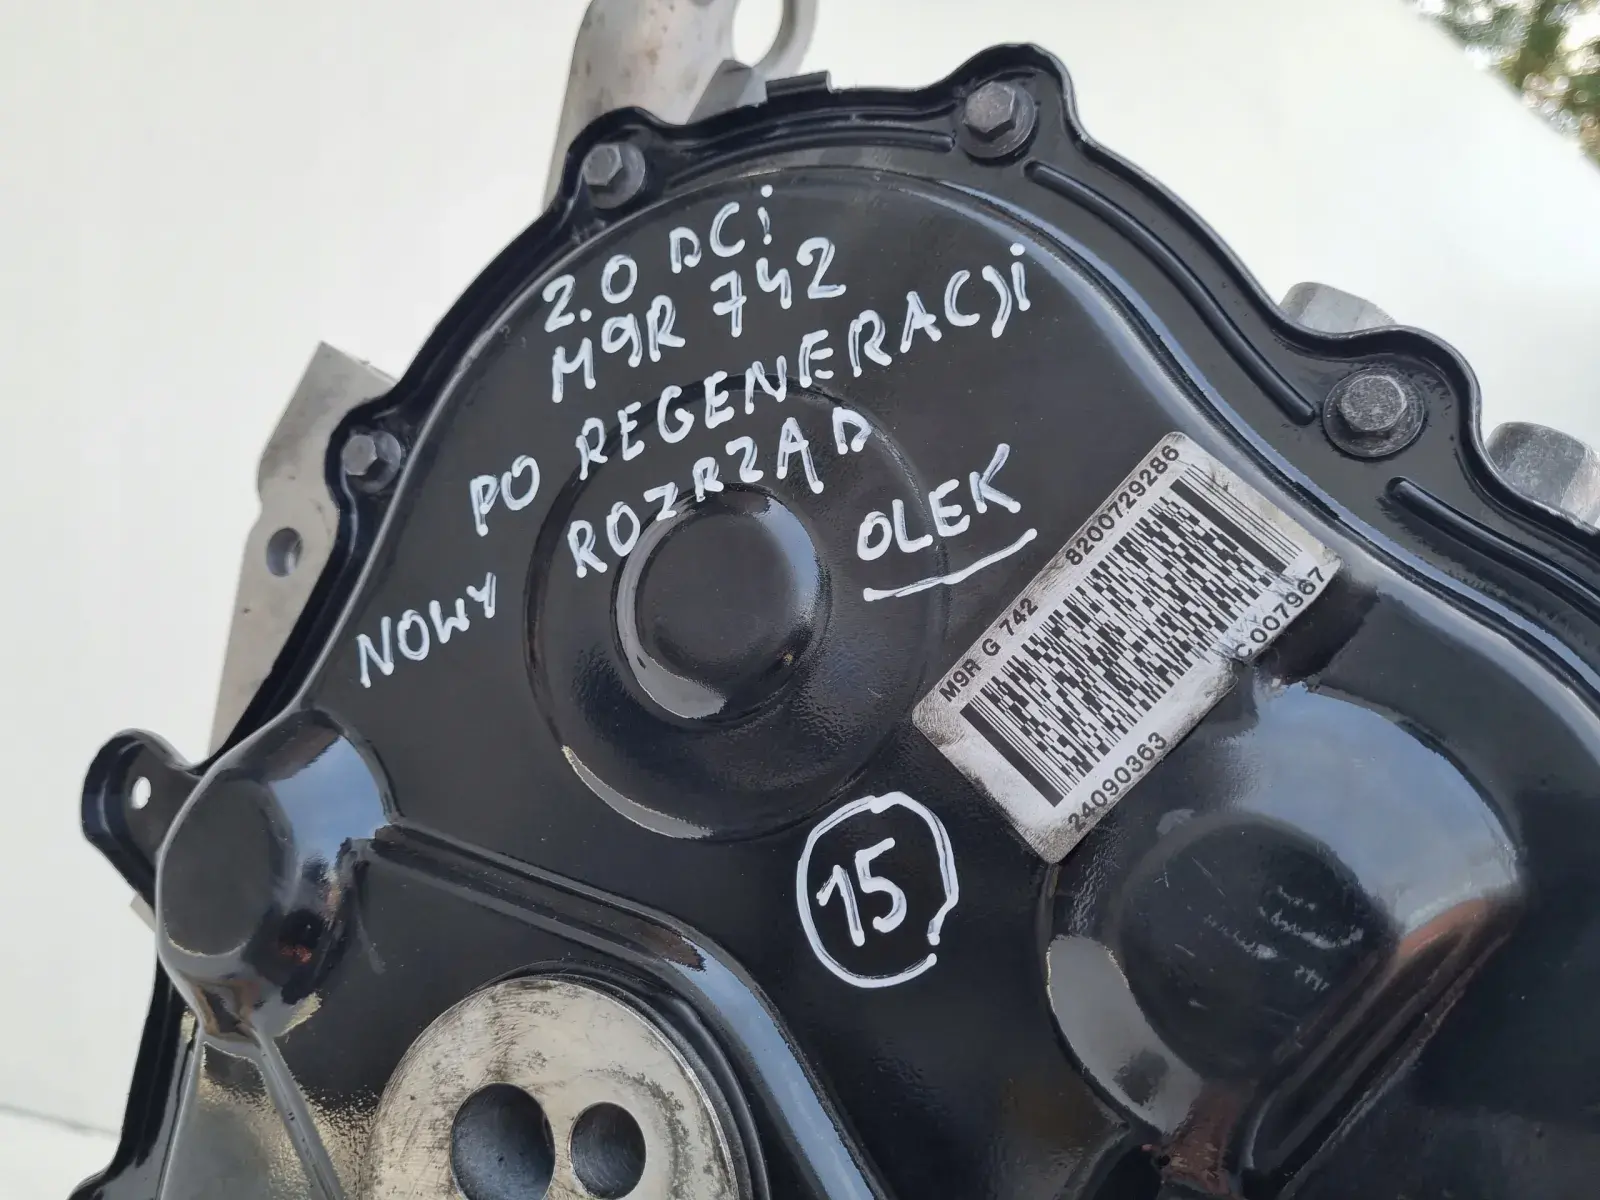 2.0 DCi
M9R 742
PO REGENERACJi
NOWY ROZRZĄD
OLEK
M9R G 742 8200729286
24090363 C007967
15